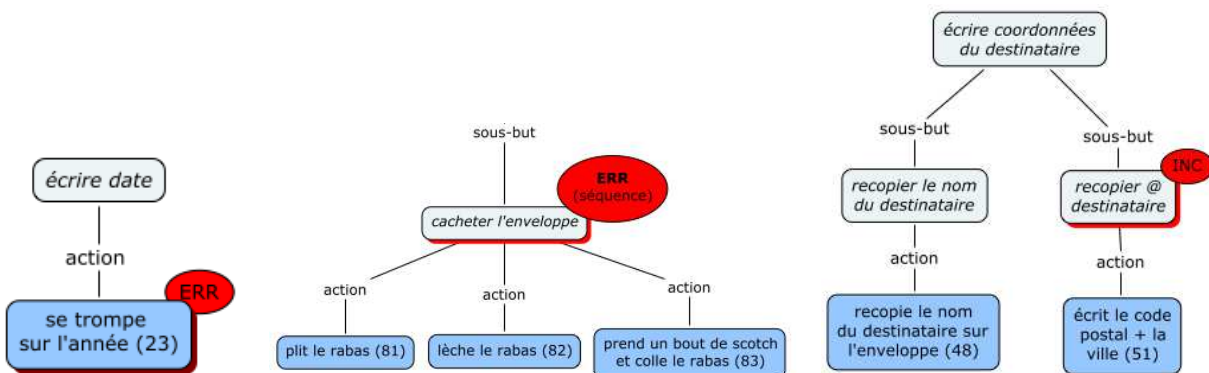 écrire date
action
ERR
se trompe
sur l'année (23)
sous-but
ERR
(séquence)
cacheter l'enveloppe
action
action
action
plit le rabas (81)
lèche le rabas (82)
prend un bout de scotch
et colle le rabas (83)
écrire coordonnées
du destinataire
sous-but
sous-but
INC
recopier le nom
du destinataire
recopier @
destinataire
action
action
recopie le nom
du destinataire sur
l'enveloppe (48)
écrit le code
postal + la
ville (51)